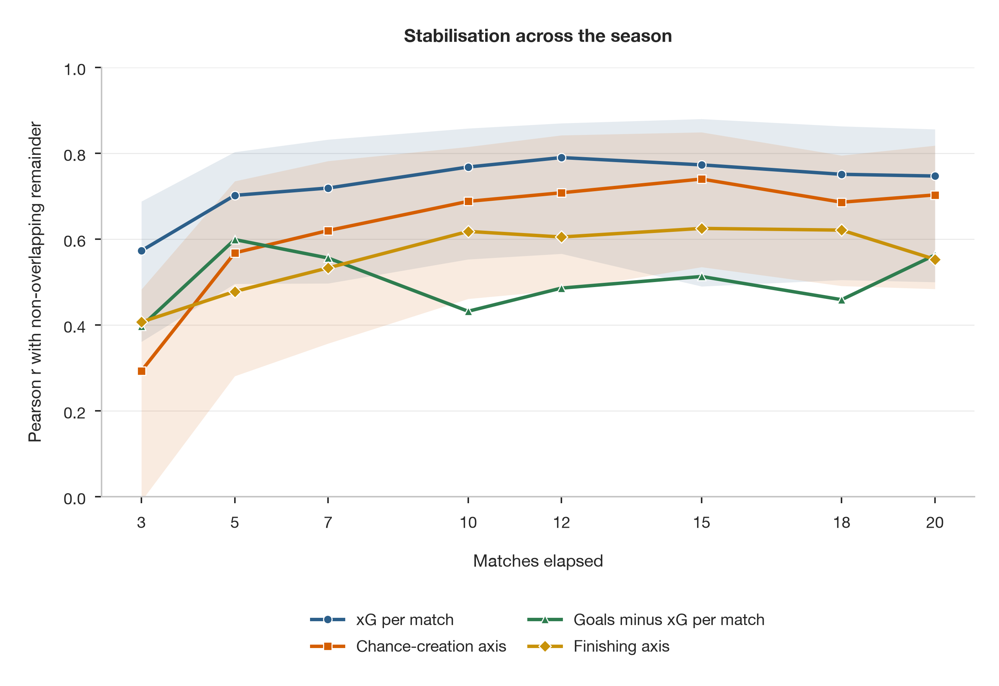 Stabilisation across the season
Pearson r with non-overlapping remainder
1.0
0.8
0.6
0.4
0.2
0.0
3 5 7 10 12 15 18 20
Matches elapsed
xG per match
Goals minus xG per match
Chance-creation axis
Finishing axis